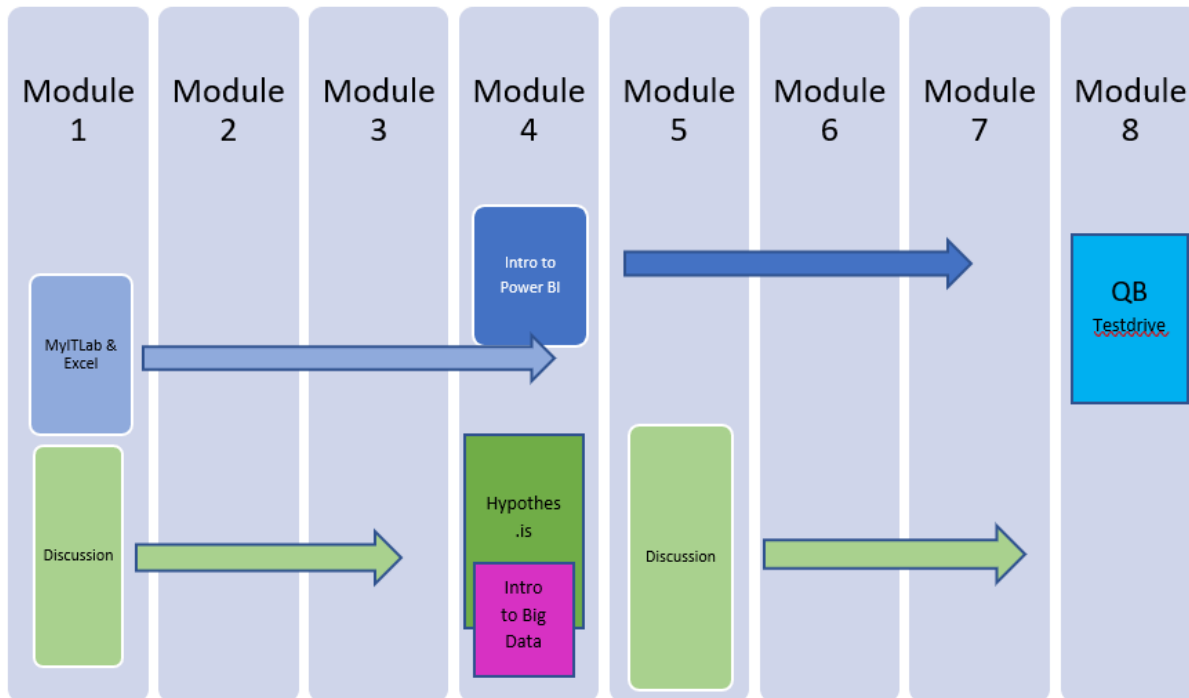 Module
1
Module
2
Module
3
Module
4
Module
5
Module
6
Module
7
Module
8
MyITLab &
Excel
Discussion
Intro to
Power BI
Hypothes
.is
Intro
to Big
Data
Discussion
QB
Testdrive